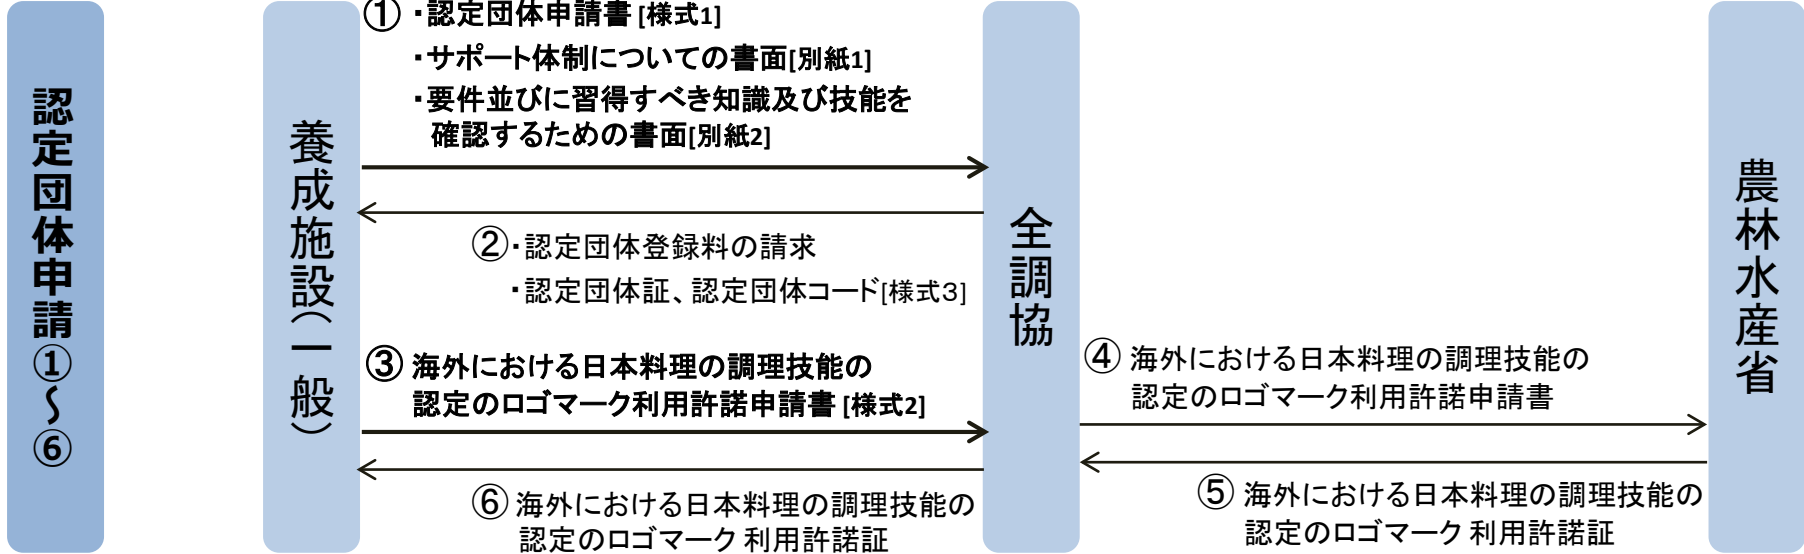 認定団体申請①～⑥
養成施設（一般）
①・認定団体申請書 [様式1]
・サポート体制についての書面[別紙1]
・要件並びに習得すべき知識及び技能を
確認するための書面[別紙2]
②・認定団体登録料の請求
・認定団体証、認定団体コード[様式３]
③ 海外における日本料理の調理技能の
認定のロゴマーク利用許諾申請書 [様式2]
⑥ 海外における日本料理の調理技能の
認定のロゴマーク 利用許諾証
全調協
④ 海外における日本料理の調理技能の
認定のロゴマーク利用許諾申請書
⑤ 海外における日本料理の調理技能の
認定のロゴマーク 利用許諾証
農林水産省